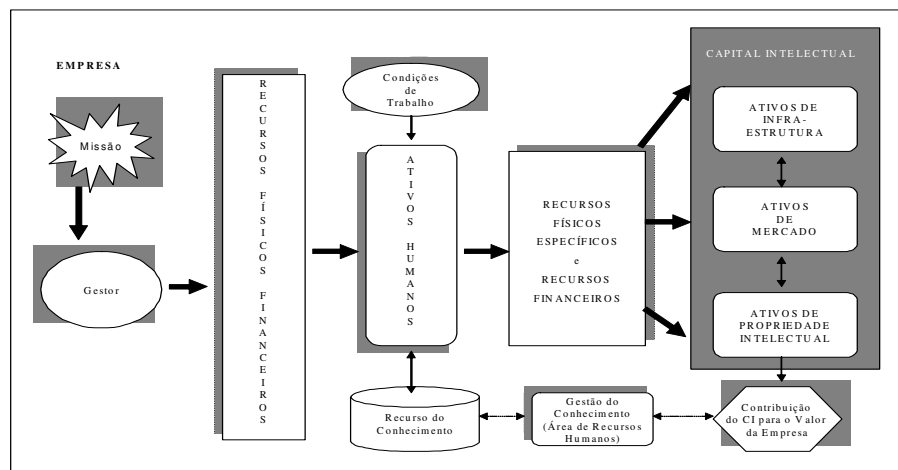 EMPRESA
Missão
Gestor
RECURSOS FÍSICOS FINANCEIROS
Condições
de
Trabalho
ATIVOS HUMANOS
Recurso do
Conhecimento
RECURSOS
FÍSICOS
ESPECÍFICOS
e
RECURSOS
FINANCEIROS
Gestão do
Conhecimento
(Área de Recursos
Humanos)
CAPITAL INTELECTUAL
ATIVOS DE
INFRA-
ESTRUTURA
ATIVOS
DE
MERCADO
ATIVOS DE
PROPRIEDADE
INTELECTUAL
Contribuição
do CI para o Valor
da Empresa